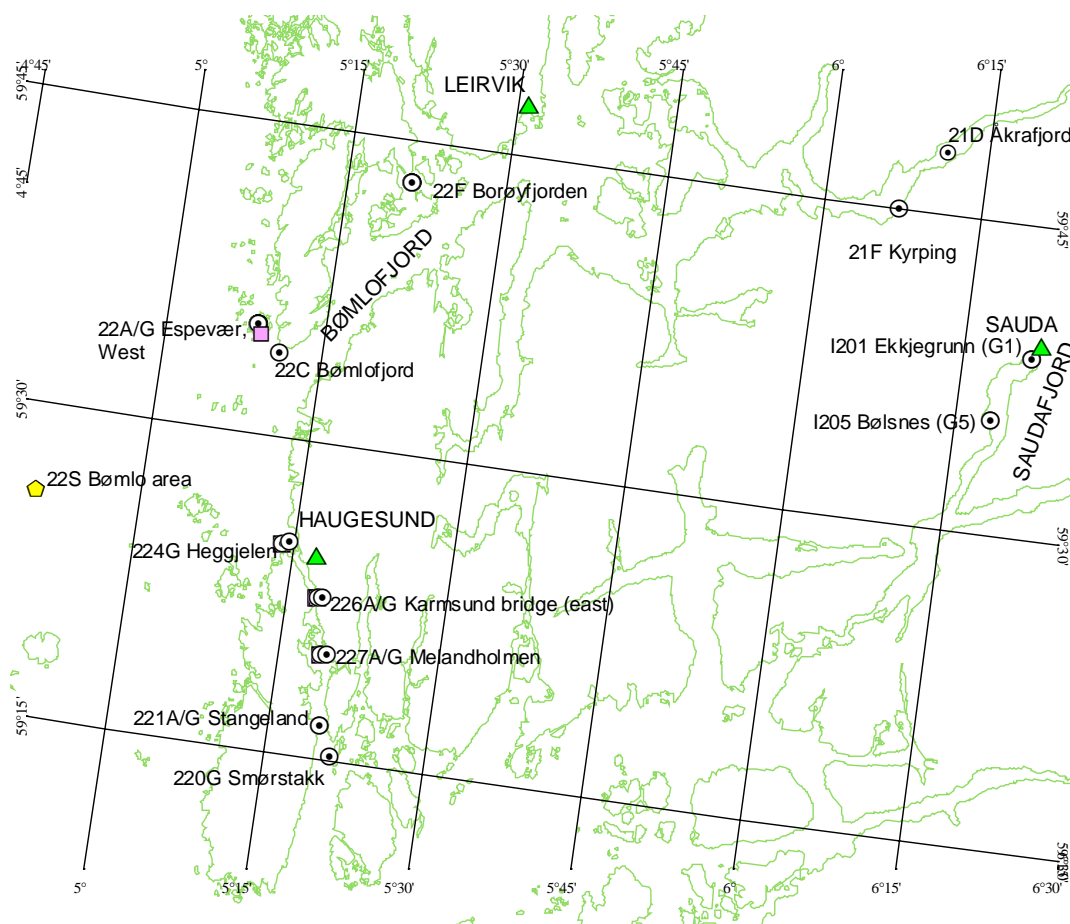 4°45'
5°
5°15'
5°30'
5°45'
6°
6°15'
59°45'
4°45'
LEIRVIK
21D Åkrafjord
22F Borøyfjorden
59°45'
21F Kyrping
BØMLOFJORD
22A/G Espevær,
West
22C Bømlofjord
SAUDA
I201 Ekkjegrunn (G1)
SAUDAFJORD
I205 Bølsnes (G5)
59°30'
22S Bømlo area
HAUGESUND
224G Heggjelen
59°30'
226A/G Karmsund bridge (east)
227A/G Melandholmen
59°15'
221A/G Stangeland
220G Smørstakk
5°
5°15'
5°30'
5°45'
6°
6°15'
6°30'